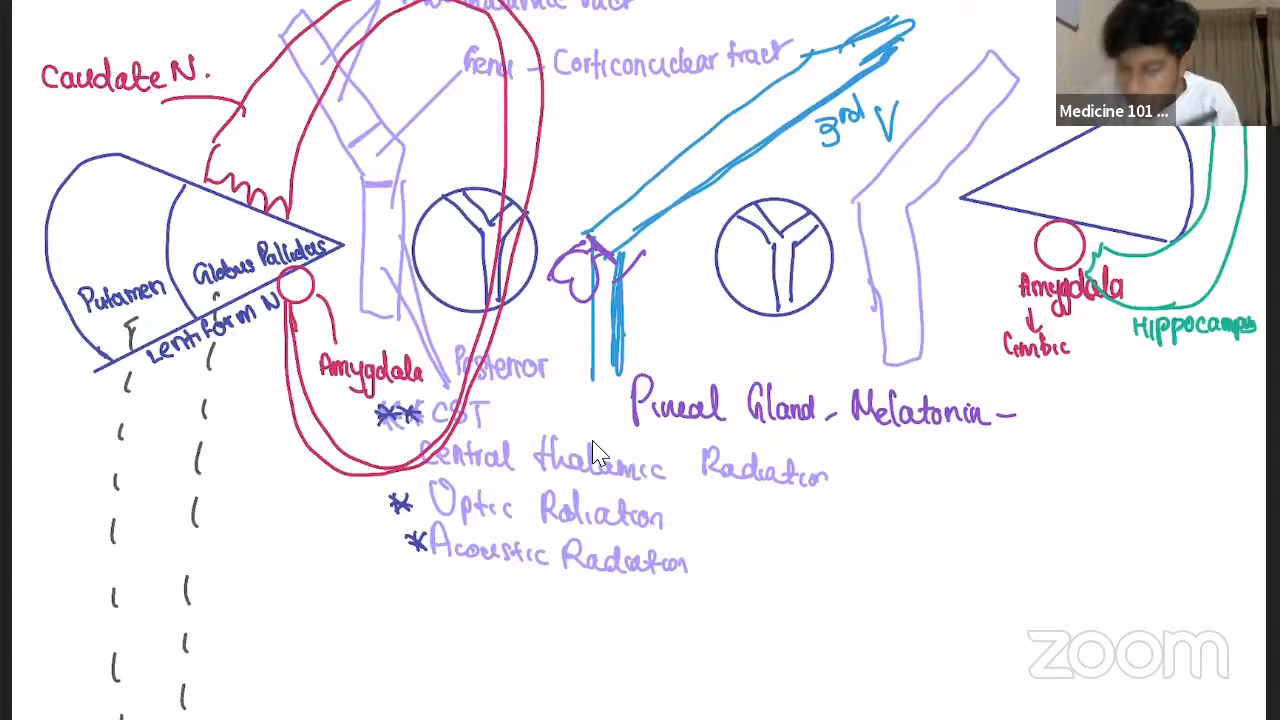 Genu - Corticonuclear tract
Caudate N.
Medicine 101 ...
3rd V
Globus Pallidus
Putamen
Lentiform N
Amygdala
Limbic
Hippocampus
Amygdala
Posterior
** CST
Pineal Gland - Melatonin -
Central thalamic Radiation
* Optic Radiation
* Acoustic Radiation
zoom